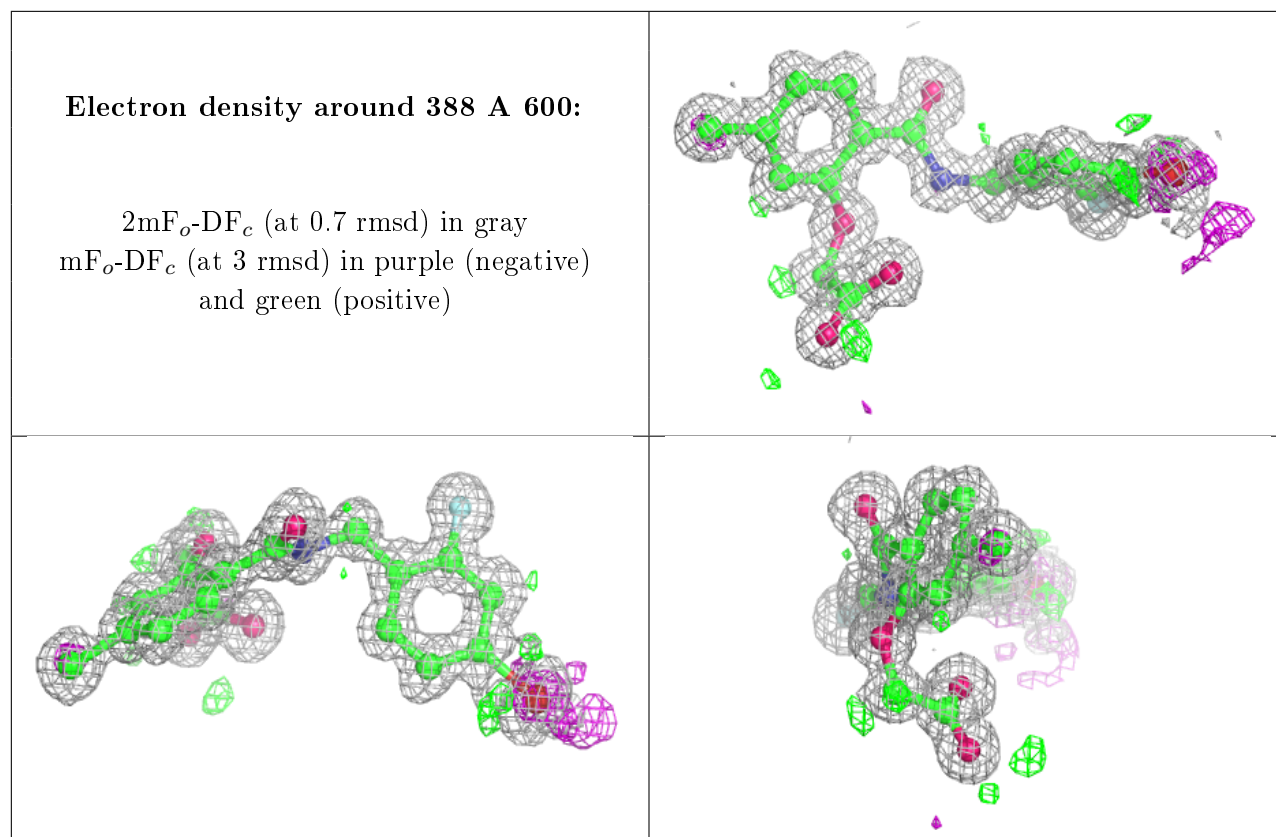 Electron density around 388 A 600:
2mFo-DFc (at 0.7 rmsd) in gray
mFo-DFc (at 3 rmsd) in purple (negative)
and green (positive)